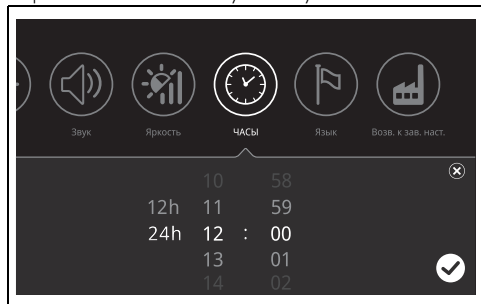 Звук Яркость ЧАСЫ Язык Возв. к зав. наст.
10 58
12h 11 59
24h 12 : 00
13 01
14 02